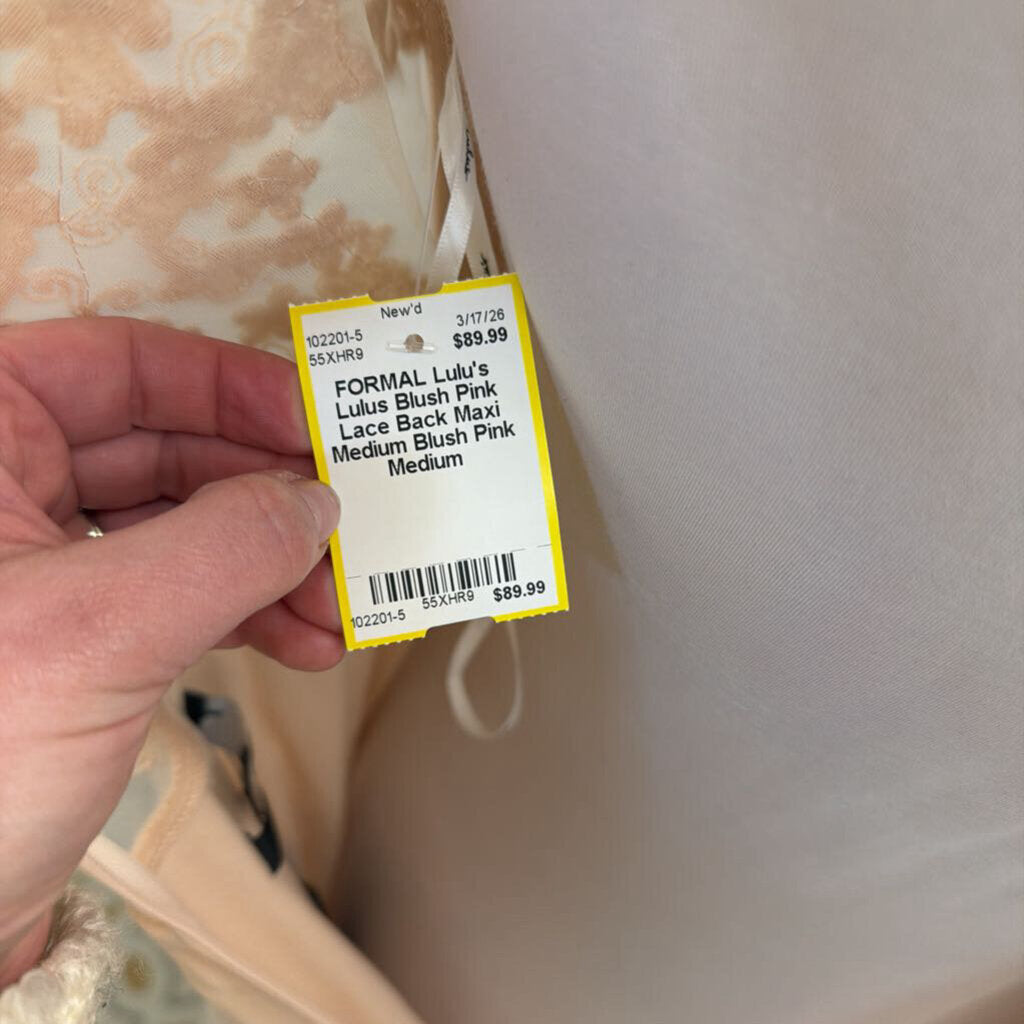 New'd
102201-5 3/17/26
55XHR9 $89.99
FORMAL Lulu's
Lulus Blush Pink
Lace Back Maxi
Medium Blush Pink
Medium
102201-5 55XHR9 $89.99